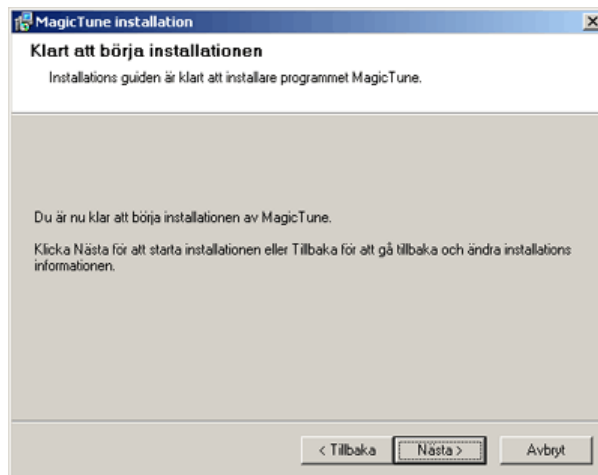 MagicTune installation
Klart att börja installationen
Installations guiden är klart att installare programmet MagicTune.
Du är nu klar att börja installationen av MagicTune.
Klicka Nästa för att starta installationen eller Tillbaka för att gå tillbaka och ändra installations
informationen.
< Tillbaka
Nästa >
Avbryt